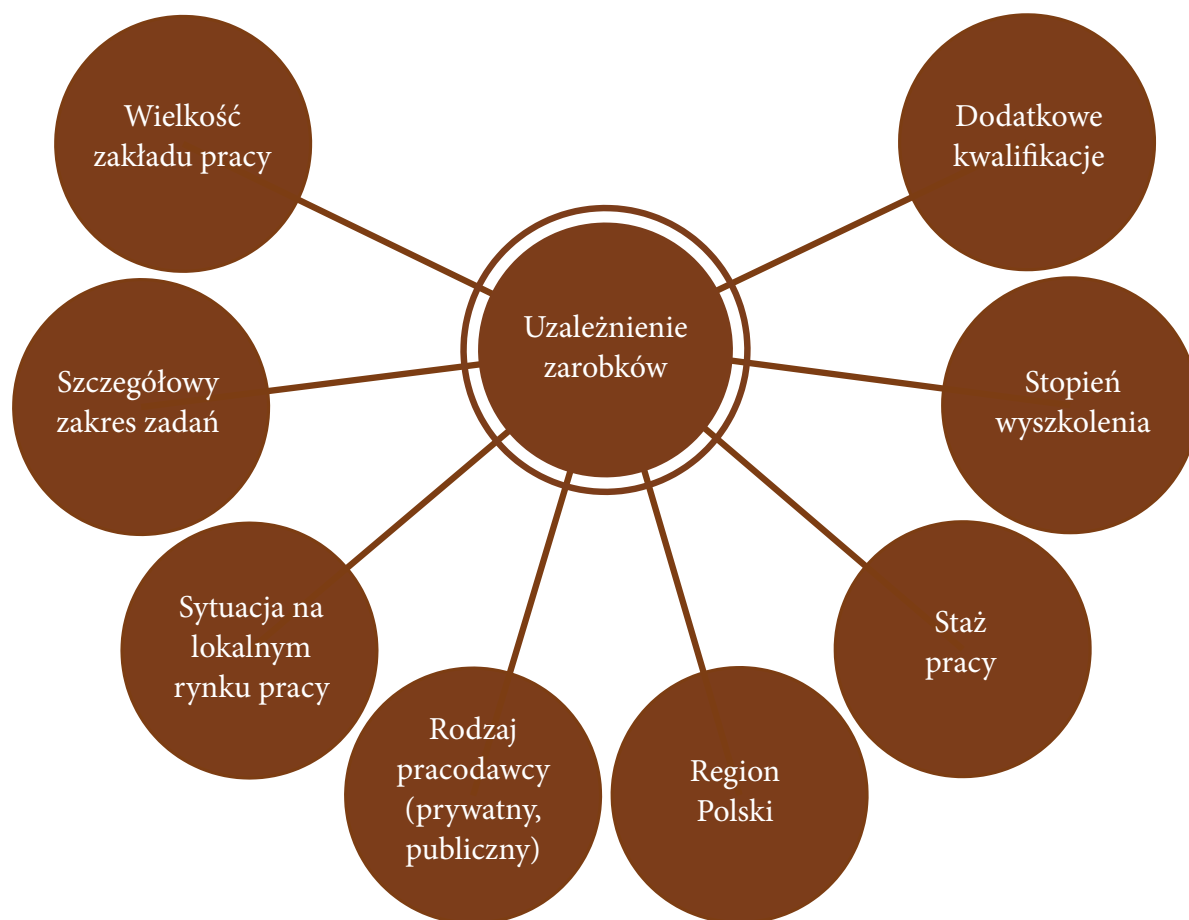 Wielkość
zakładu pracy
Dodatkowe
kwalifikacje
Uzależnienie
zarobków
Szczegółowy
zakres zadań
Stopień
wyszkolenia
Sytuacja na
lokalnym
rynku pracy
Staż
pracy
Rodzaj
pracodawcy
(prywatny,
publiczny)
Region
Polski